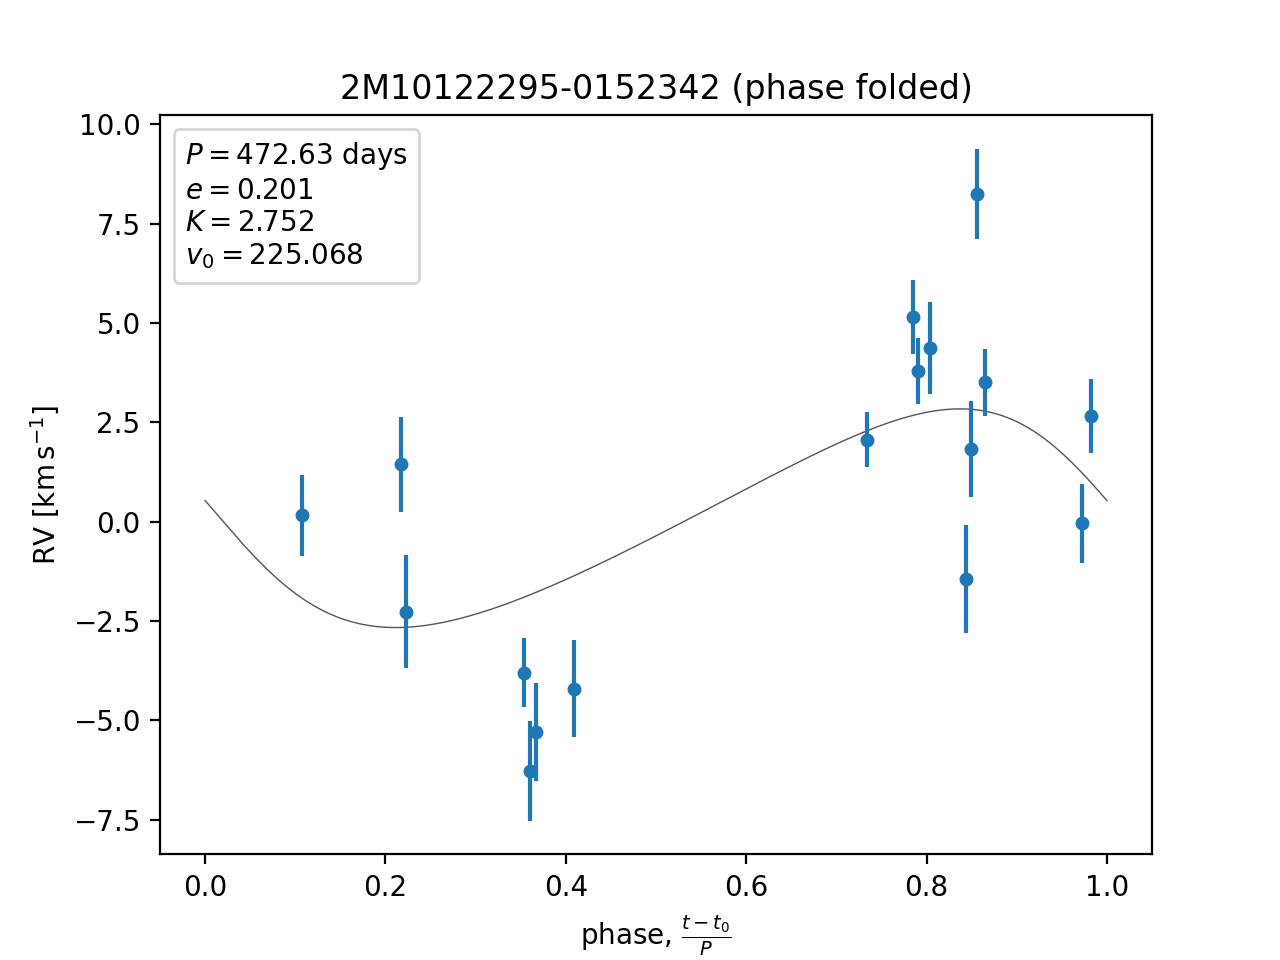 2M10122295-0152342 (phase folded)
P = 472.63 days
e = 0.201
K = 2.752
v₀ = 225.068
10.0
7.5
5.0
2.5
0.0
−2.5
−5.0
−7.5
RV [km s⁻¹]
0.0 0.2 0.4 0.6 0.8 1.0
phase, (t − t₀)/P